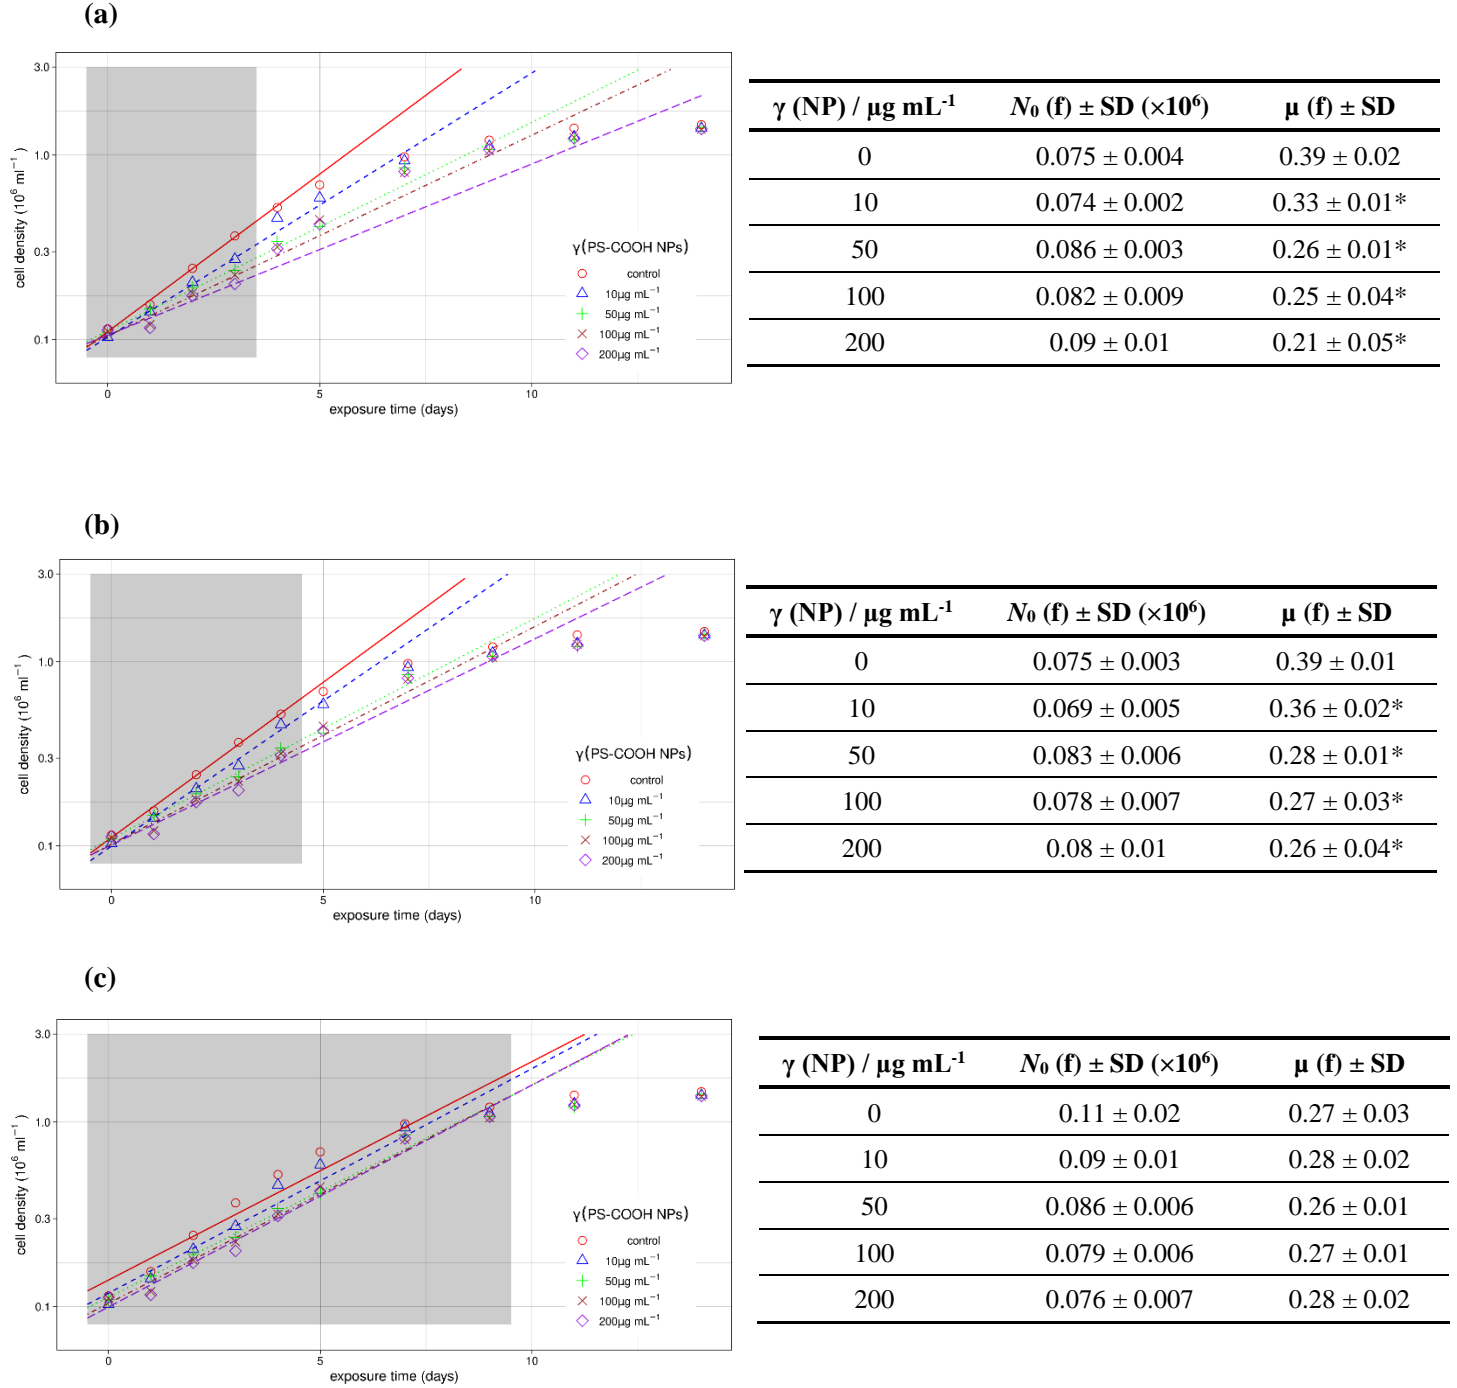 (a)
3.0
1.0
0.3
0.1
cell density (10⁶ ml⁻¹)
0 5 10
exposure time (days)
γ(PS-COOH NPs)
control
10µg mL⁻¹
50µg mL⁻¹
100µg mL⁻¹
200µg mL⁻¹
γ (NP) / µg mL⁻¹ N₀ (f) ± SD (×10⁶) µ (f) ± SD
0 0.075 ± 0.004 0.39 ± 0.02
10 0.074 ± 0.002 0.33 ± 0.01*
50 0.086 ± 0.003 0.26 ± 0.01*
100 0.082 ± 0.009 0.25 ± 0.04*
200 0.09 ± 0.01 0.21 ± 0.05*
(b)
3.0
1.0
0.3
0.1
cell density (10⁶ ml⁻¹)
0 5 10
exposure time (days)
γ(PS-COOH NPs)
control
10µg mL⁻¹
50µg mL⁻¹
100µg mL⁻¹
200µg mL⁻¹
γ (NP) / µg mL⁻¹ N₀ (f) ± SD (×10⁶) µ (f) ± SD
0 0.075 ± 0.003 0.39 ± 0.01
10 0.069 ± 0.005 0.36 ± 0.02*
50 0.083 ± 0.006 0.28 ± 0.01*
100 0.078 ± 0.007 0.27 ± 0.03*
200 0.08 ± 0.01 0.26 ± 0.04*
(c)
3.0
1.0
0.3
0.1
cell density (10⁶ ml⁻¹)
0 5 10
exposure time (days)
γ(PS-COOH NPs)
control
10µg mL⁻¹
50µg mL⁻¹
100µg mL⁻¹
200µg mL⁻¹
γ (NP) / µg mL⁻¹ N₀ (f) ± SD (×10⁶) µ (f) ± SD
0 0.11 ± 0.02 0.27 ± 0.03
10 0.09 ± 0.01 0.28 ± 0.02
50 0.086 ± 0.006 0.26 ± 0.01
100 0.079 ± 0.006 0.27 ± 0.01
200 0.076 ± 0.007 0.28 ± 0.02